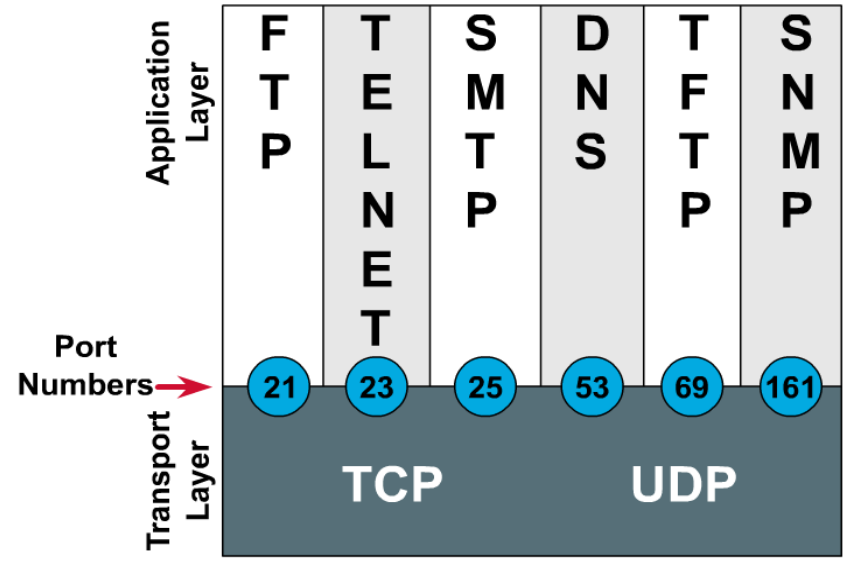 Application
Layer
FTP
TELNET
SMTP
DNS
TFTP
SNMP
Port
Numbers
21
23
25
53
69
161
Transport
Layer
TCP
UDP